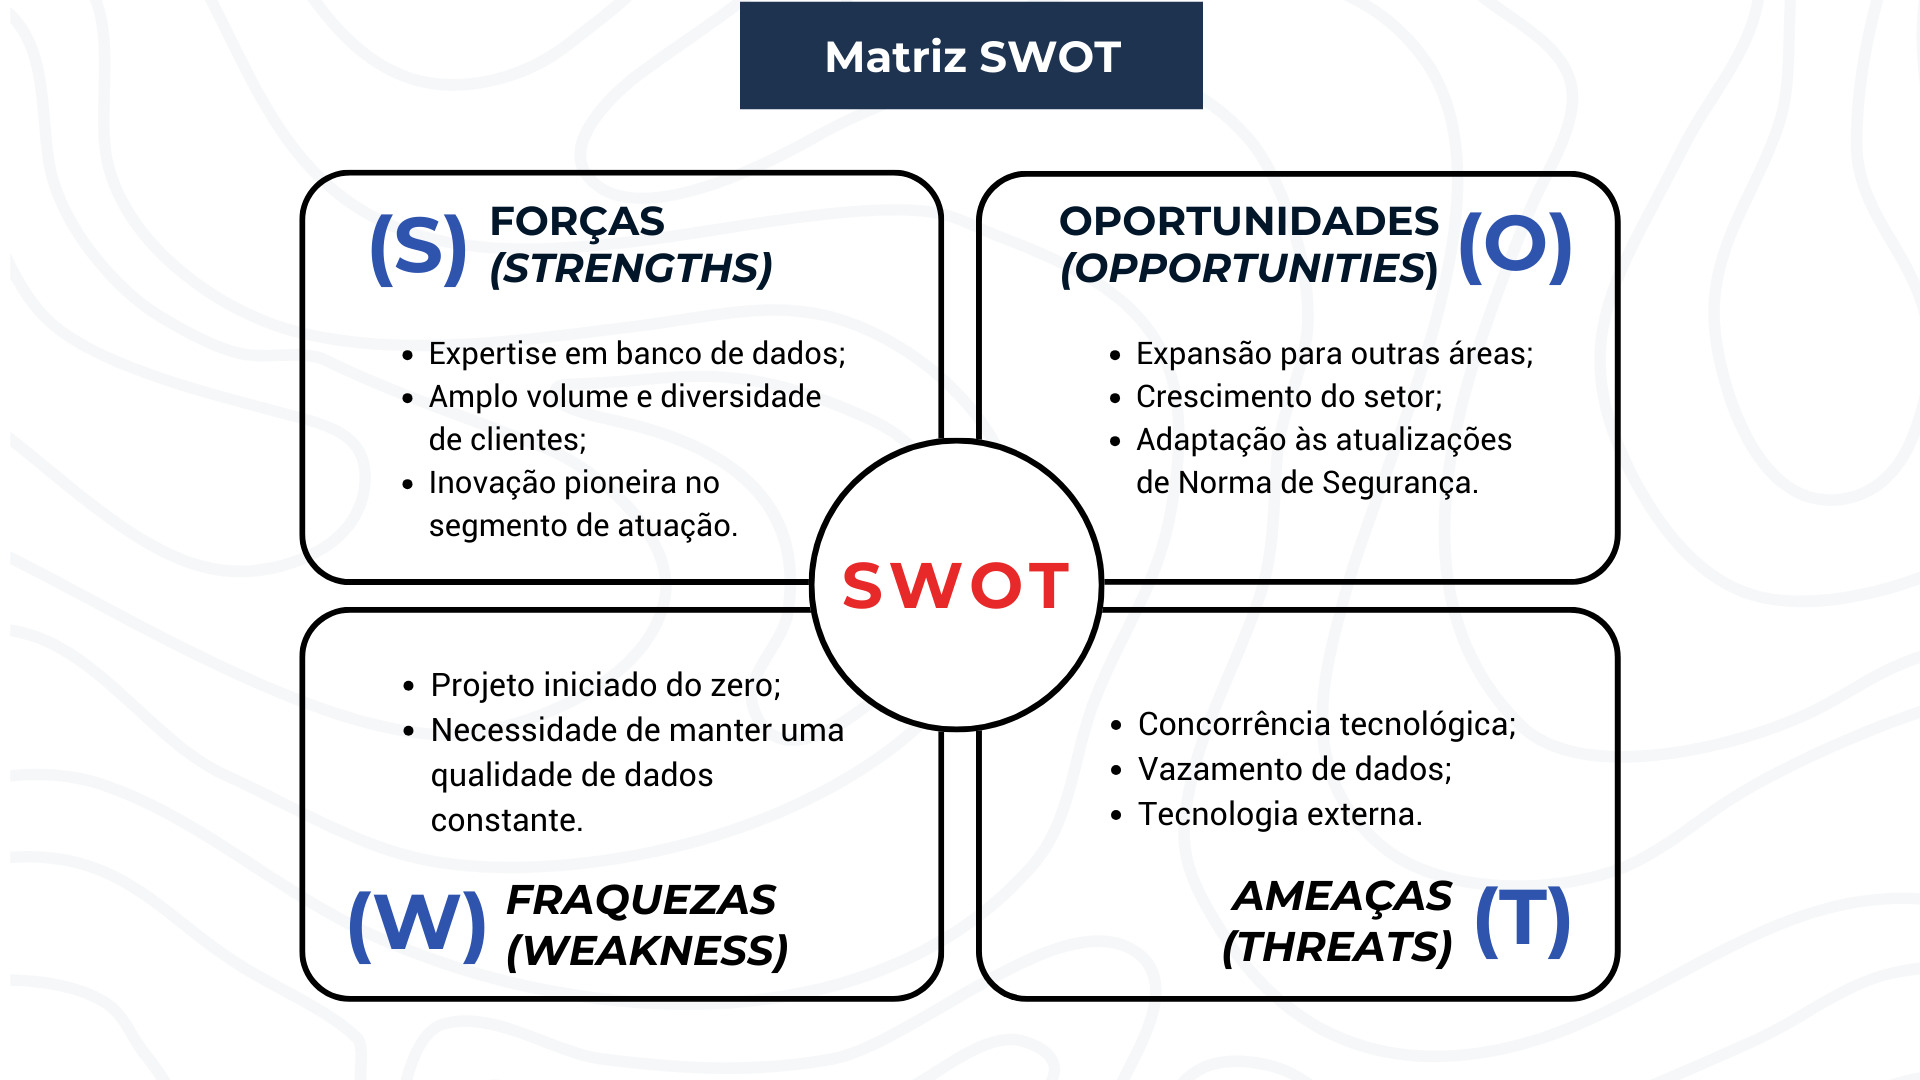 Matriz SWOT
(S)
FORÇAS
(STRENGTHS)
• Expertise em banco de dados;
• Amplo volume e diversidade
de clientes;
• Inovação pioneira no
segmento de atuação.
OPORTUNIDADES
(OPPORTUNITIES)
(O)
• Expansão para outras áreas;
• Crescimento do setor;
• Adaptação às atualizações
de Norma de Segurança.
SWOT
• Projeto iniciado do zero;
• Necessidade de manter uma
qualidade de dados
constante.
(W)
FRAQUEZAS
(WEAKNESS)
• Concorrência tecnológica;
• Vazamento de dados;
• Tecnologia externa.
AMEAÇAS
(THREATS)
(T)